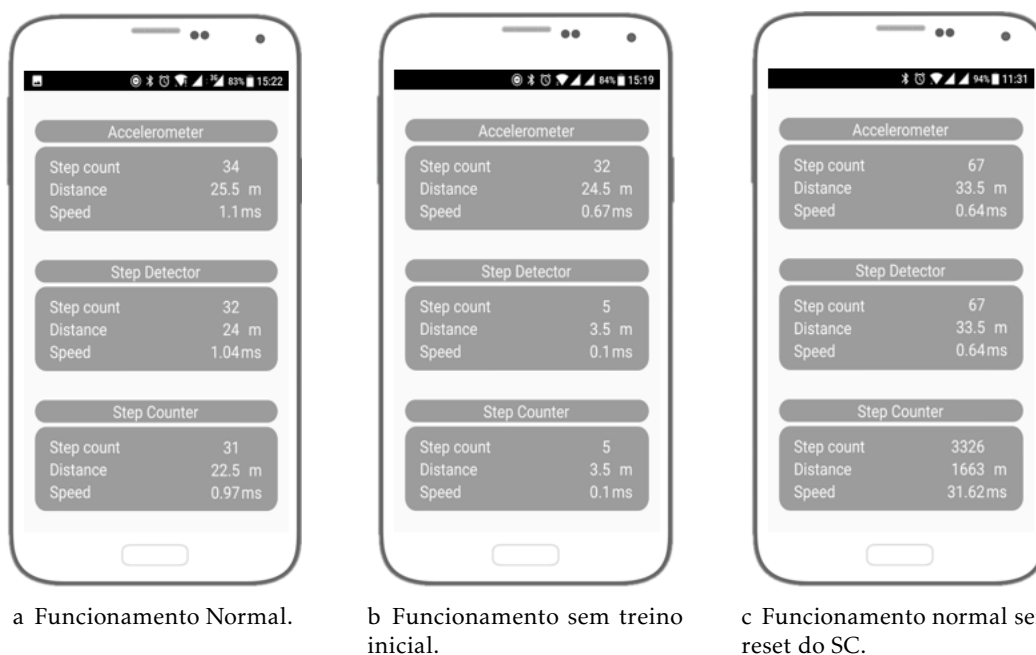 83% 15:22
Accelerometer
Step count 34
Distance 25.5 m
Speed 1.1ms
Step Detector
Step count 32
Distance 24 m
Speed 1.04ms
Step Counter
Step count 31
Distance 22.5 m
Speed 0.97ms
a Funcionamento Normal.
84% 15:19
Accelerometer
Step count 32
Distance 24.5 m
Speed 0.67ms
Step Detector
Step count 5
Distance 3.5 m
Speed 0.1ms
Step Counter
Step count 5
Distance 3.5 m
Speed 0.1ms
b Funcionamento sem treino
inicial.
94% 11:31
Accelerometer
Step count 67
Distance 33.5 m
Speed 0.64ms
Step Detector
Step count 67
Distance 33.5 m
Speed 0.64ms
Step Counter
Step count 3326
Distance 1663 m
Speed 31.62ms
c Funcionamento normal se
reset do SC.